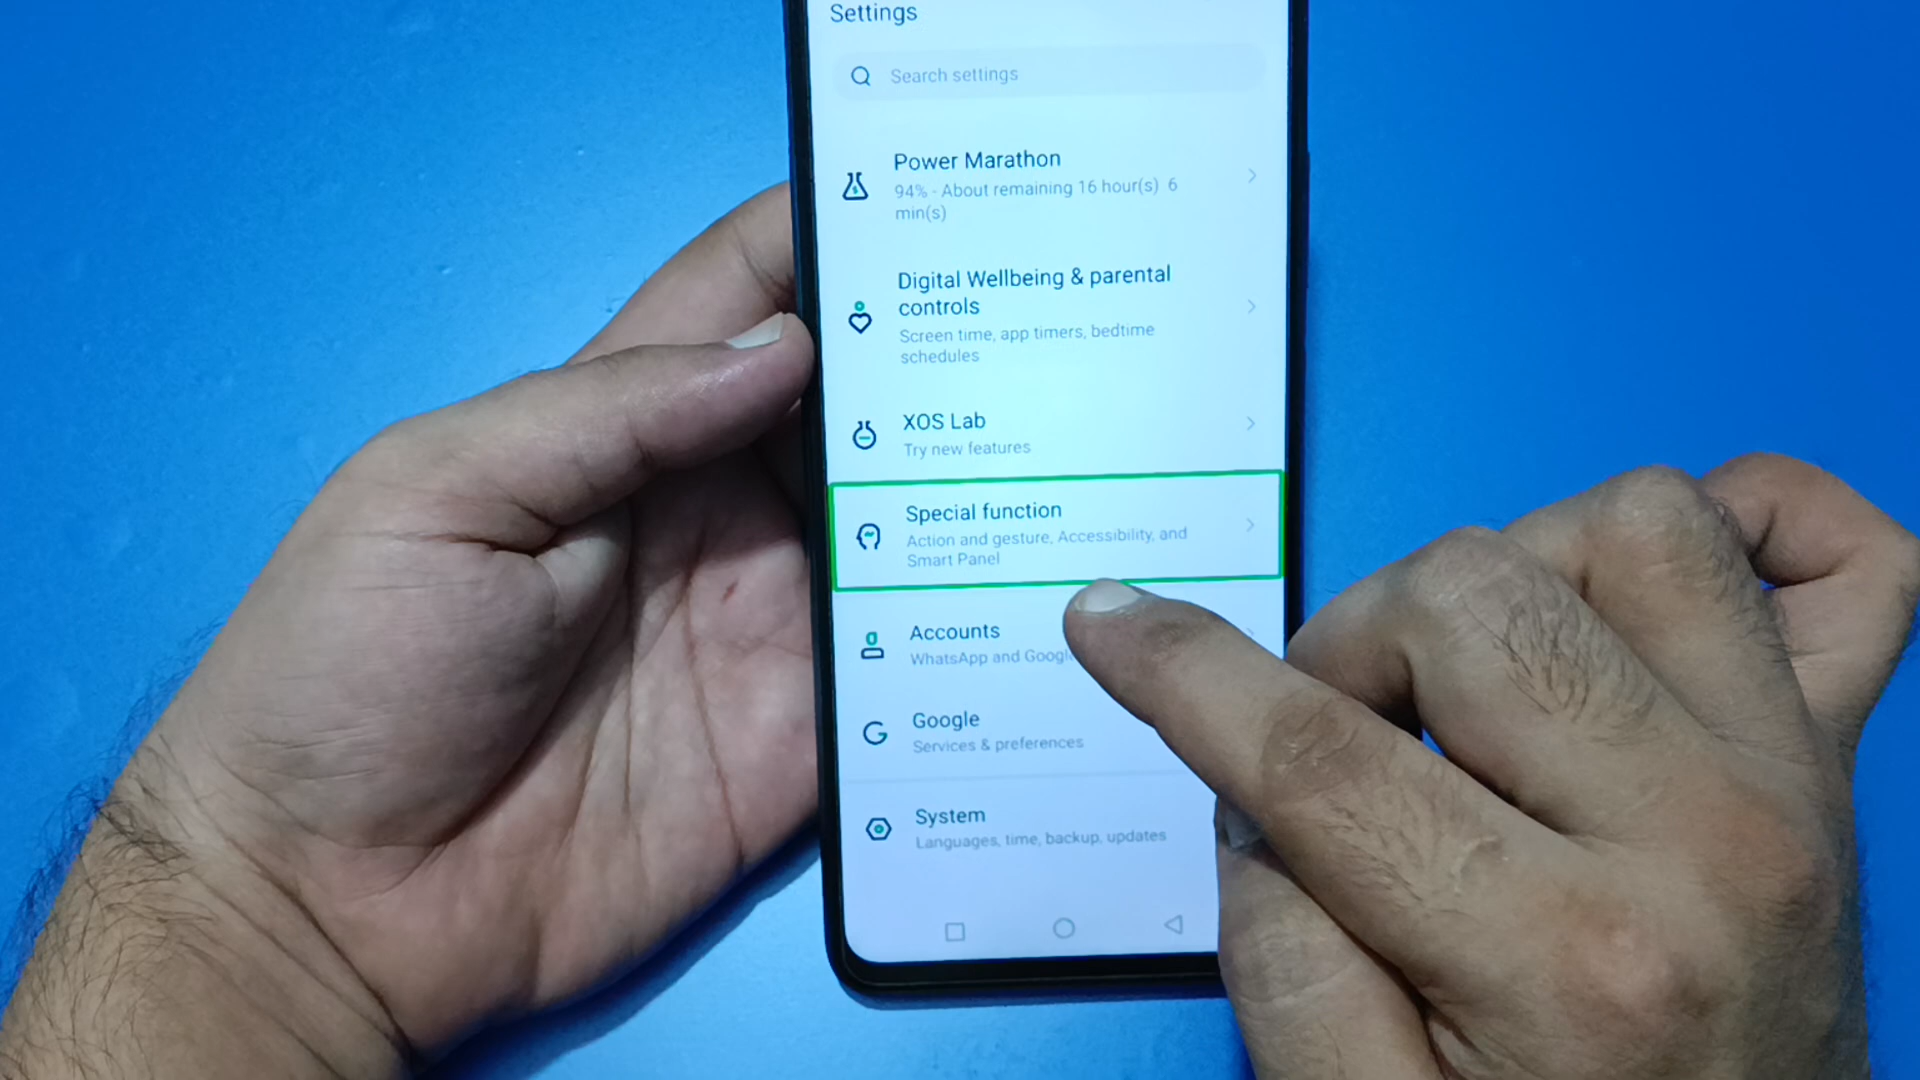 Settings
Search settings
Power Marathon
94% - About remaining 16 hour(s) 6
min(s)
Digital Wellbeing & parental
controls
Screen time, app timers, bedtime
schedules
XOS Lab
Try new features
Special function
Action and gesture, Accessibility, and
Smart Panel
Accounts
WhatsApp and
Google
Services & preferences
System
Languages, time, backup, updates